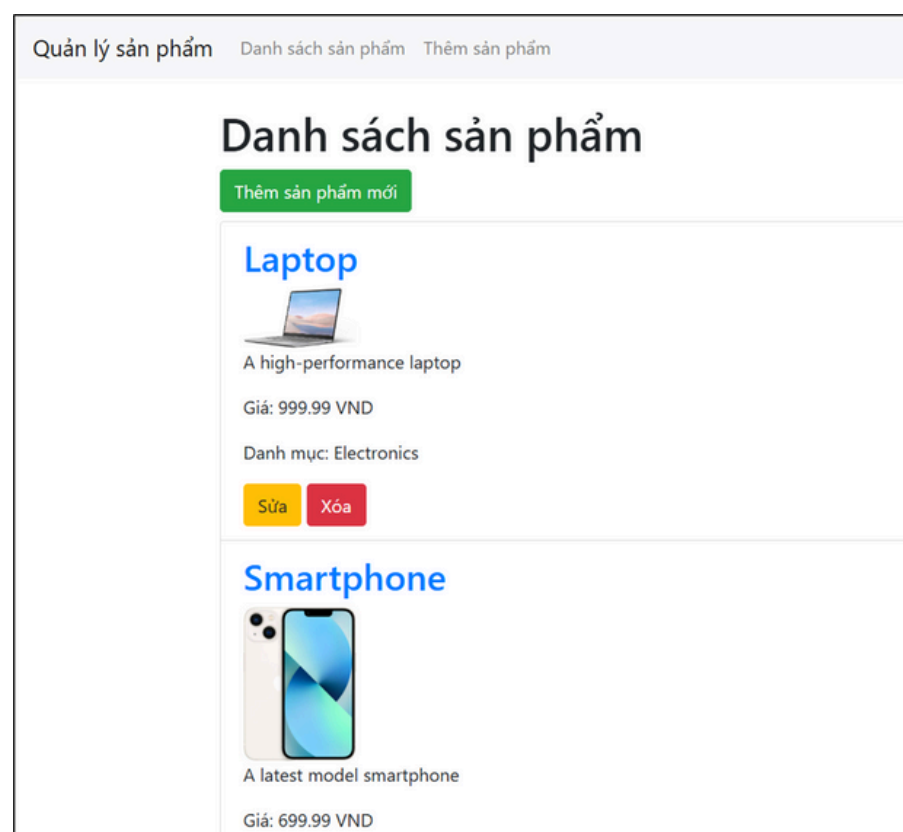 Quản lý sản phẩm Danh sách sản phẩm Thêm sản phẩm
Danh sách sản phẩm
Thêm sản phẩm mới
Laptop
A high-performance laptop
Giá: 999.99 VND
Danh mục: Electronics
Sửa Xóa
Smartphone
A latest model smartphone
Giá: 699.99 VND